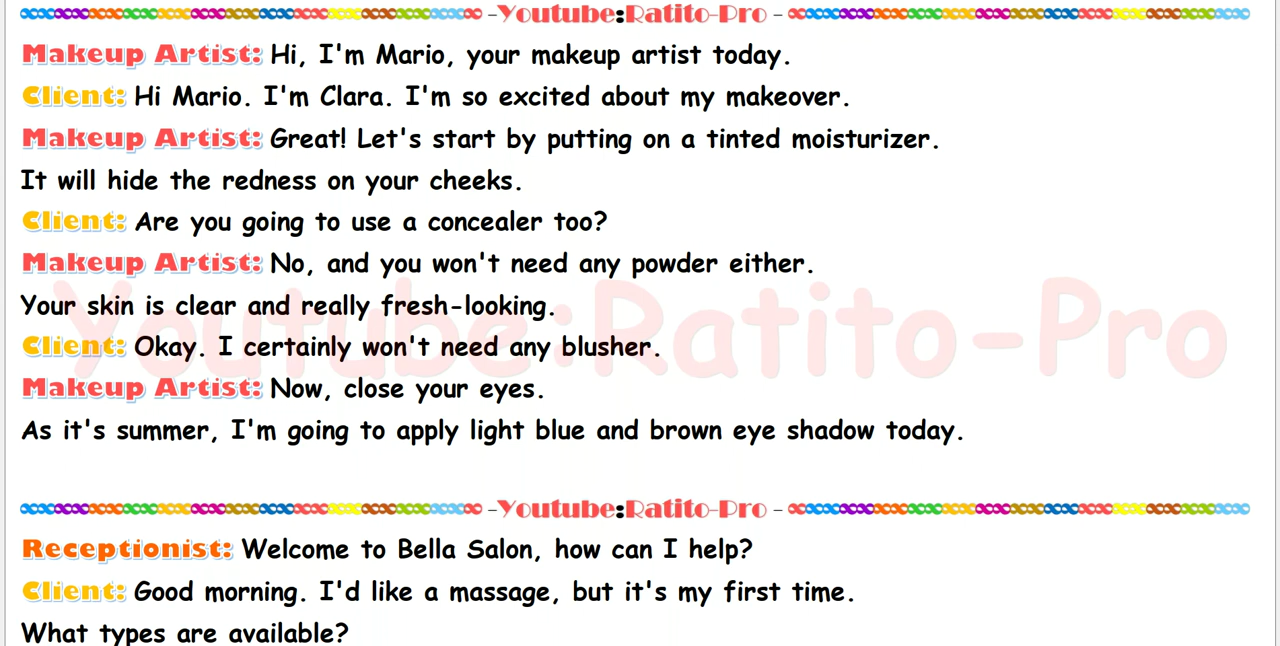 -Youtube:Ratito-Pro -
Makeup Artist: Hi, I'm Mario, your makeup artist today.
Client: Hi Mario. I'm Clara. I'm so excited about my makeover.
Makeup Artist: Great! Let's start by putting on a tinted moisturizer.
It will hide the redness on your cheeks.
Client: Are you going to use a concealer too?
Makeup Artist: No, and you won't need any powder either.
Your skin is clear and really fresh-looking.
Youtube:Ratito-Pro
Client: Okay. I certainly won't need any blusher.
Makeup Artist: Now, close your eyes.
As it's summer, I'm going to apply light blue and brown eye shadow today.
-Youtube:Ratito-Pro -
Receptionist: Welcome to Bella Salon, how can I help?
Client: Good morning. I'd like a massage, but it's my first time.
What types are available?